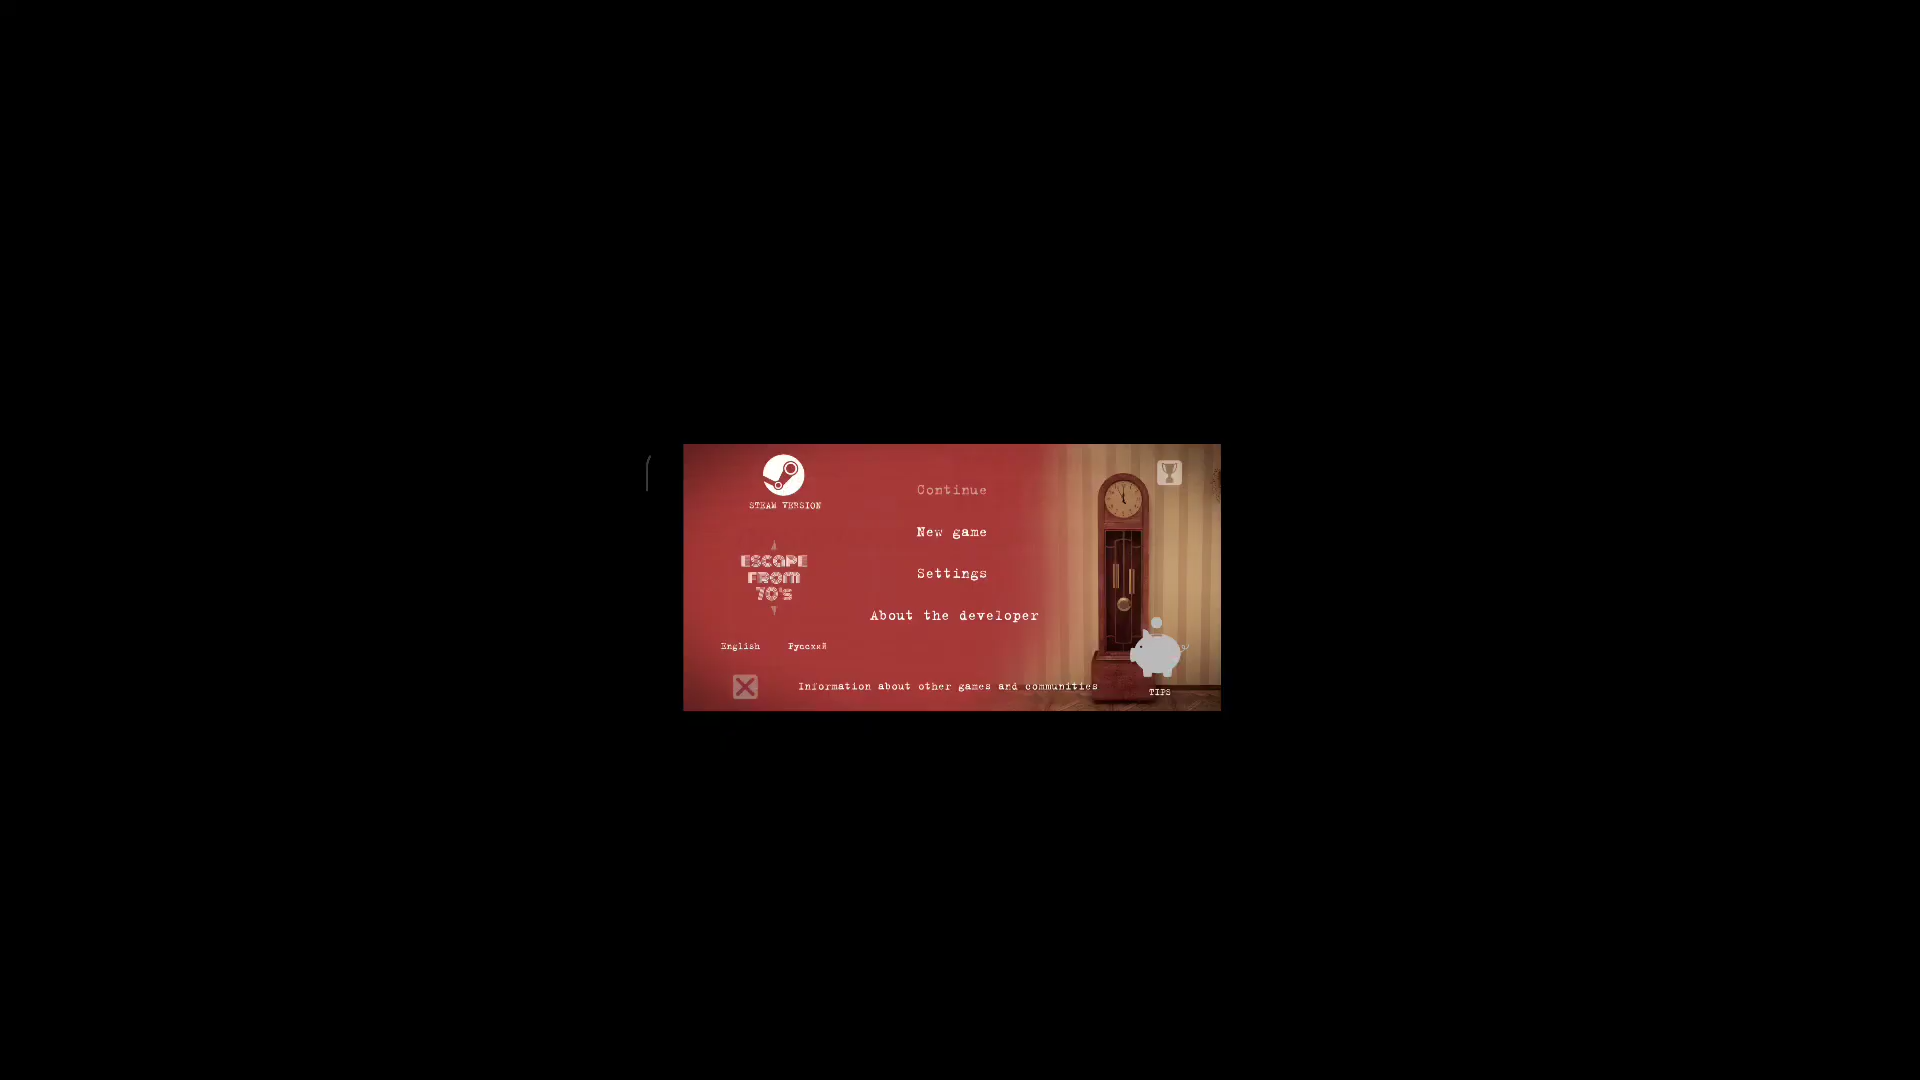 STEAM VERSION
Continue
New game
ESCAPE
FROM
70's
Settings
About the developer
English
Русский
Information about other games and communities
TIPS